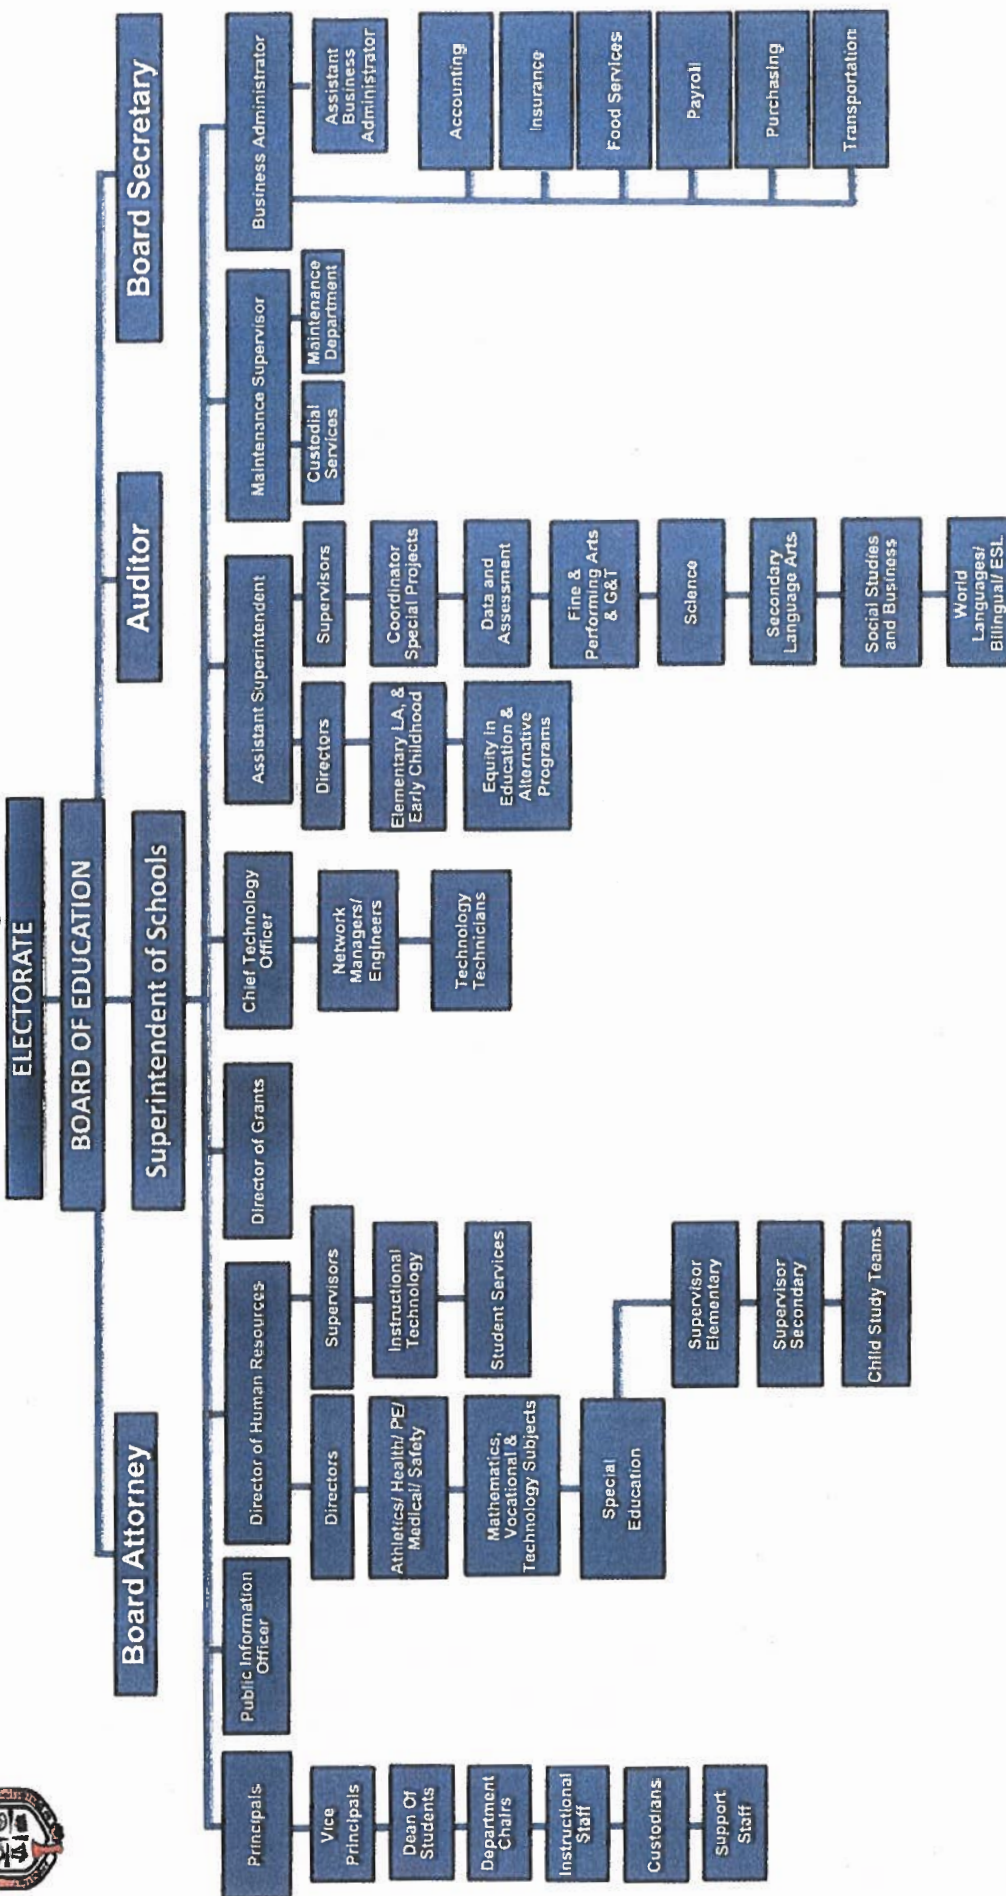 ELECTORATE
BOARD OF EDUCATION
Superintendent of Schools
Board Attorney
Auditor
Board Secretary
Principals
Vice
Principals
Dean Of
Students
Department
Chairs
Instructional
Staff
Custodians
Support
Staff
Public Information
Officer
Director of Human Resources
Directors
Athletics/ Health/ PE/
Medical/ Safety
Mathematics,
Vocational &
Technology Subjects
Special
Education
Supervisors
Instructional
Technology
Student Services
Supervisor
Elementary
Supervisor
Secondary
Child Study Teams
Director of Grants
Chief Technology
Officer
Network
Managers/
Engineers
Technology
Technicians
Assistant Superintendent
Directors
Elementary LA, &
Early Childhood
Equity in
Education &
Alternative
Programs
Supervisors
Coordinator
Special Projects
Data and
Assessment
Fine &
Performing Arts
& G&T
Science
Secondary
Language Arts
Social Studies
and Business
World
Languages/
Bilingual/ ESL
Maintenance Supervisor
Custodial
Services
Maintenance
Department
Business Administrator
Assistant
Business
Administrator
Accounting
Insurance
Food Services
Payroll
Purchasing
Transportation